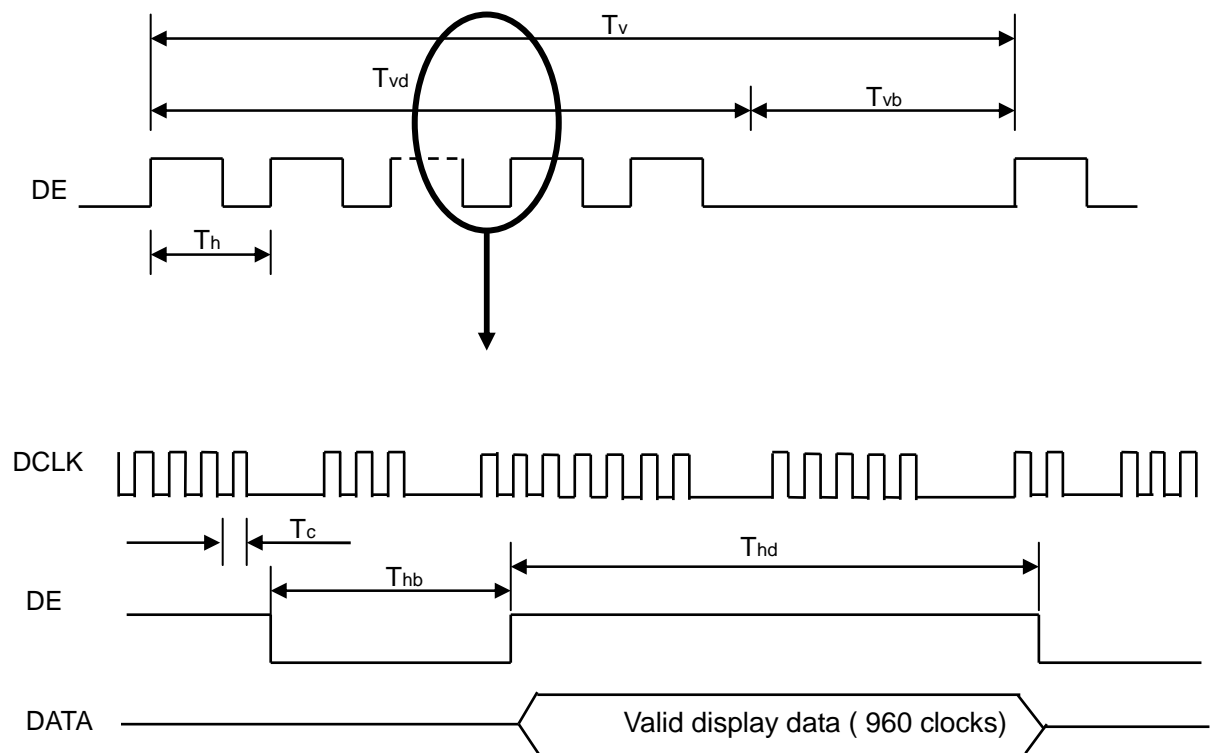 Tv
Tvd
Tvb
DE
Th
DCLK
Tc
Thd
Thb
DE
DATA
Valid display data ( 960 clocks)